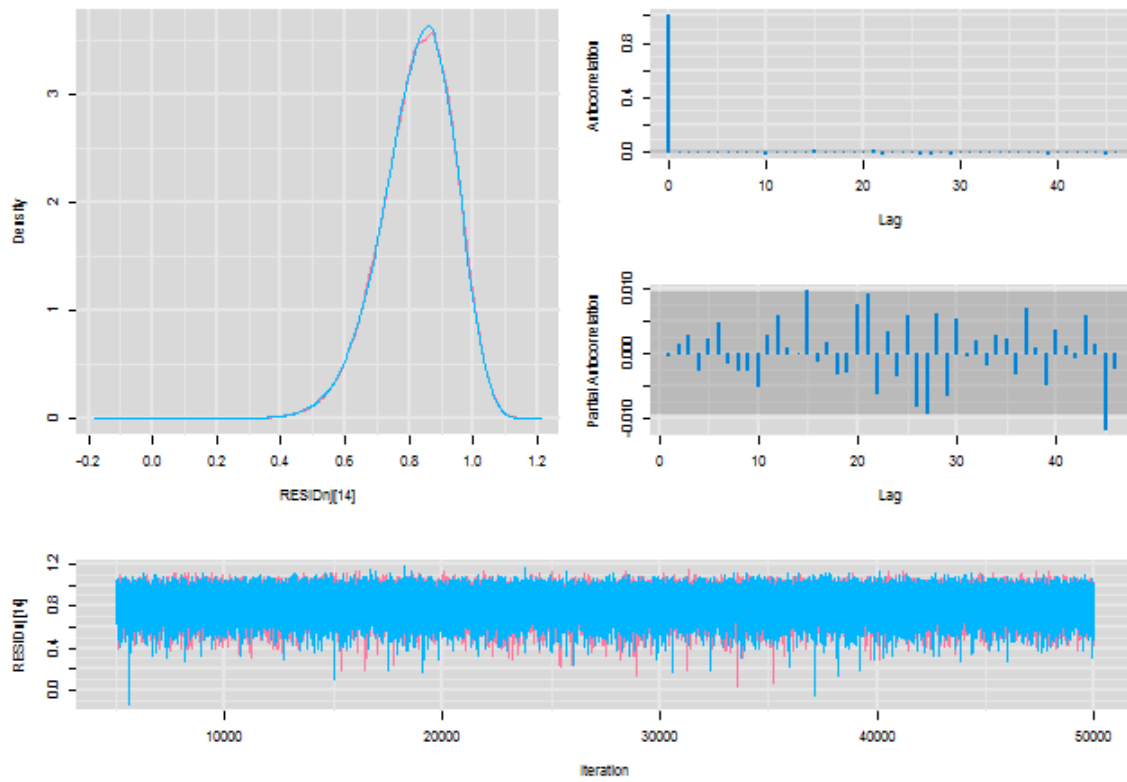 Density
3
2
1
0
-0.2 0.0 0.2 0.4 0.6 0.8 1.0 1.2
RESIDnj[14]
Autocorrelation
0.8
0.4
0.0
0 10 20 30 40
Lag
Partial Autocorrelation
0.010
0.000
-0.010
0 10 20 30 40
Lag
RESIDnj[14]
1.2
0.8
0.4
0.0
10000 20000 30000 40000 50000
Iteration